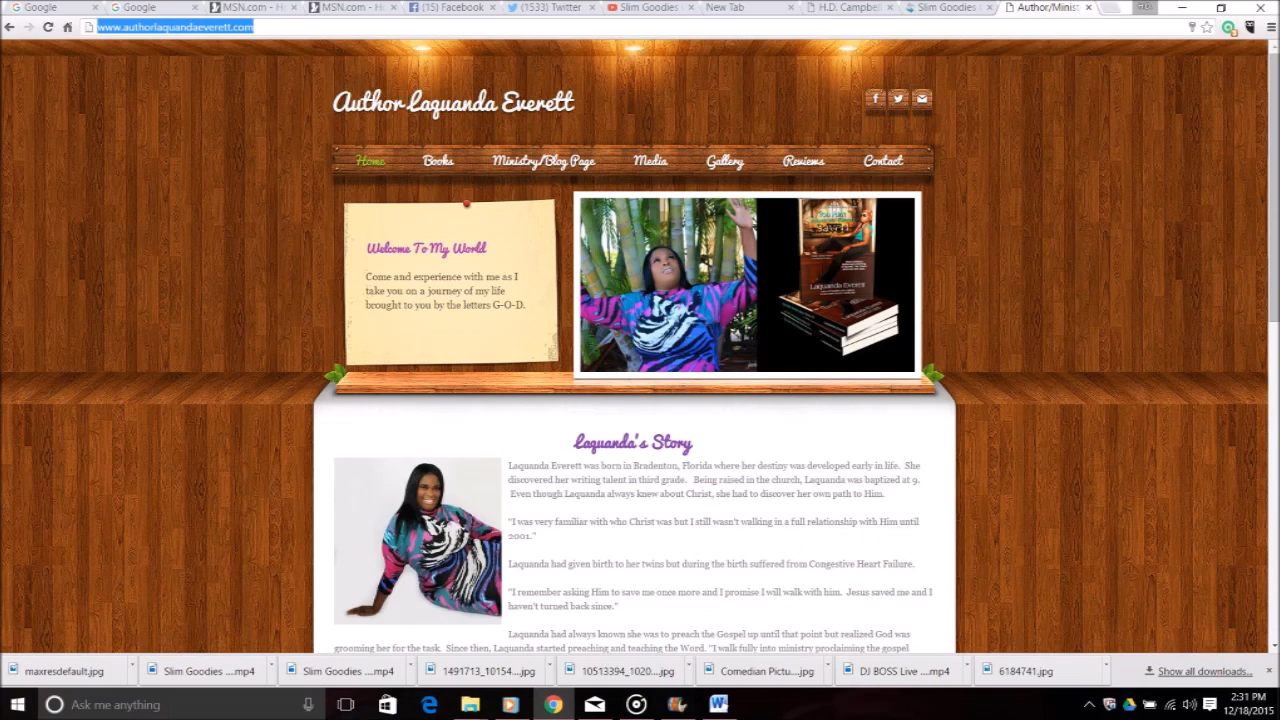 Google
Google
MSN.com - H
MSN.com - H
(15) Facebook
(1533) Twitter
Slim Goodies
New Tab
H.D. Campbel
Slim Goodies
Author/Minist
www.authorlaquandaeverett.com
Author Laquanda Everett
Home Books Ministry/Blog Page Media Gallery Reviews Contact
Welcome To My World
Come and experience with me as I
take you on a journey of my life
brought to you by the letters G-O-D.
Laquanda Everett
Laquanda's Story
Laquanda Everett was born in Bradenton, Florida where her destiny was developed early in life. She
discovered her writing talent in third grade. Being raised in the church, Laquanda was baptized at 9.
Even though Laquanda always knew about Christ, she had to discover her own path to Him.
"I was very familiar with who Christ was but I still wasn't walking in a full relationship with Him until
2001."
Laquanda had given birth to her twins but during the birth suffered from Congestive Heart Failure.
"I remember asking Him to save me once more and I promise I will walk with him. Jesus saved me and I
haven't turned back since."
Laquanda had always known she was to preach the Gospel up until that point but realized God was
grooming her for the task. Since then, Laquanda started preaching and teaching the Word. "I walk fully into ministry proclaiming the gospel
maxresdefault.jpg
Slim Goodies ....mp4
Slim Goodies ....mp4
1491713_10154....jpg
10513394_1020....jpg
Comedian Pictu....jpg
DJ BOSS Live ....mp4
6184741.jpg
Show all downloads...
Ask me anything
2:31 PM
12/18/2015